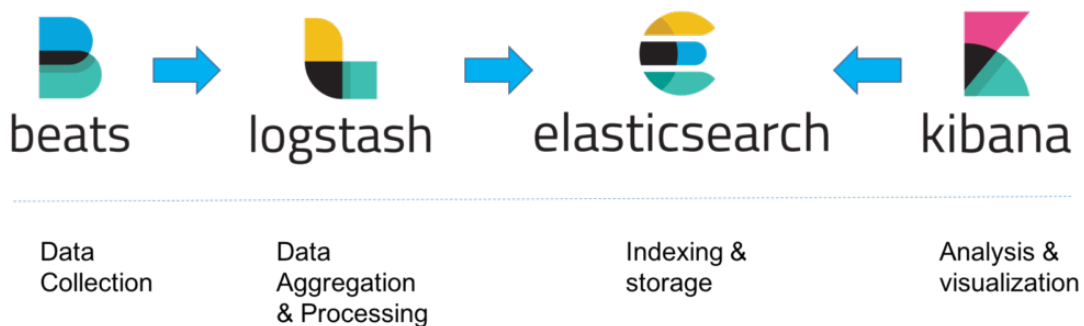 beats
logstash
elasticsearch
kibana
Data
Collection
Data
Aggregation
& Processing
Indexing &
storage
Analysis &
visualization